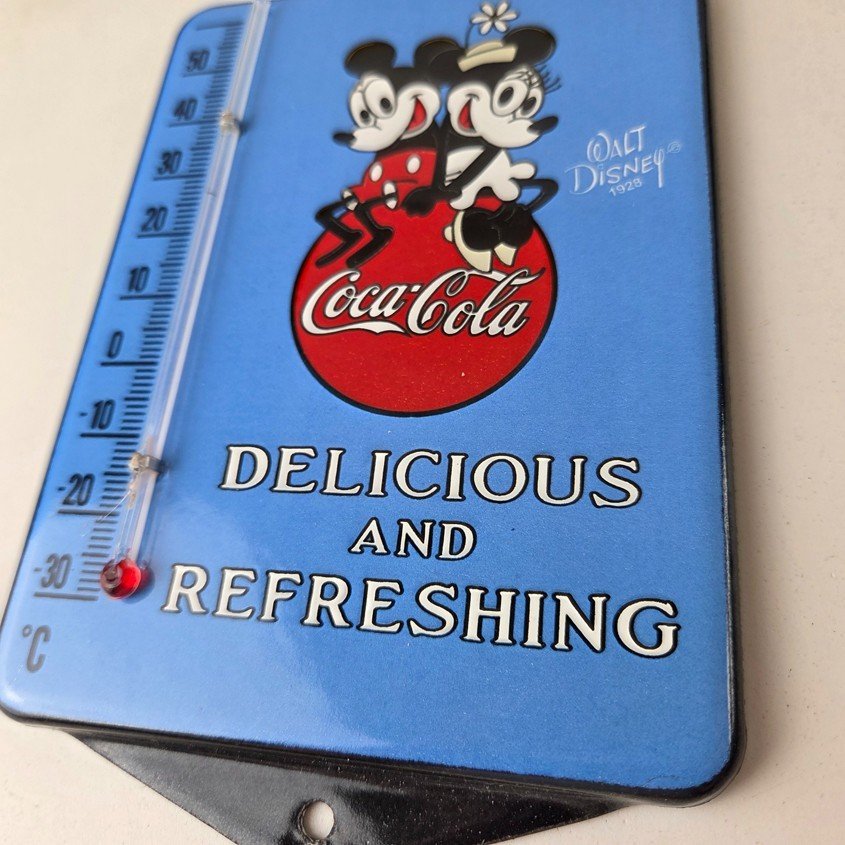 50
40
30
20
10
0
-10
-20
-30
°C
WALT
DISNEY
1928
Coca-Cola
DELICIOUS
AND
REFRESHING